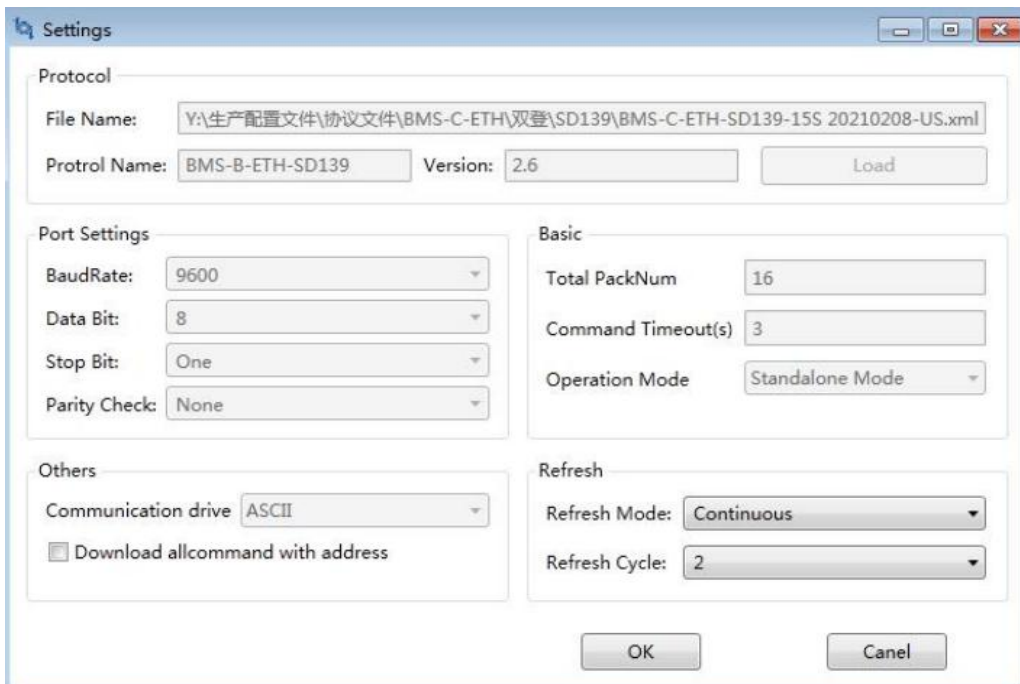 Settings
Protocol
File Name: Y:\生产配置文件\协议文件\BMS-C-ETH\双登\SD139\BMS-C-ETH-SD139-15S 20210208-US.xml
Protrol Name: BMS-B-ETH-SD139 Version: 2.6 Load
Port Settings
BaudRate: 9600
Data Bit: 8
Stop Bit: One
Parity Check: None
Basic
Total PackNum 16
Command Timeout(s) 3
Operation Mode Standalone Mode
Others
Communication drive ASCII
Download allcommand with address
Refresh
Refresh Mode: Continuous
Refresh Cycle: 2
OK Canel